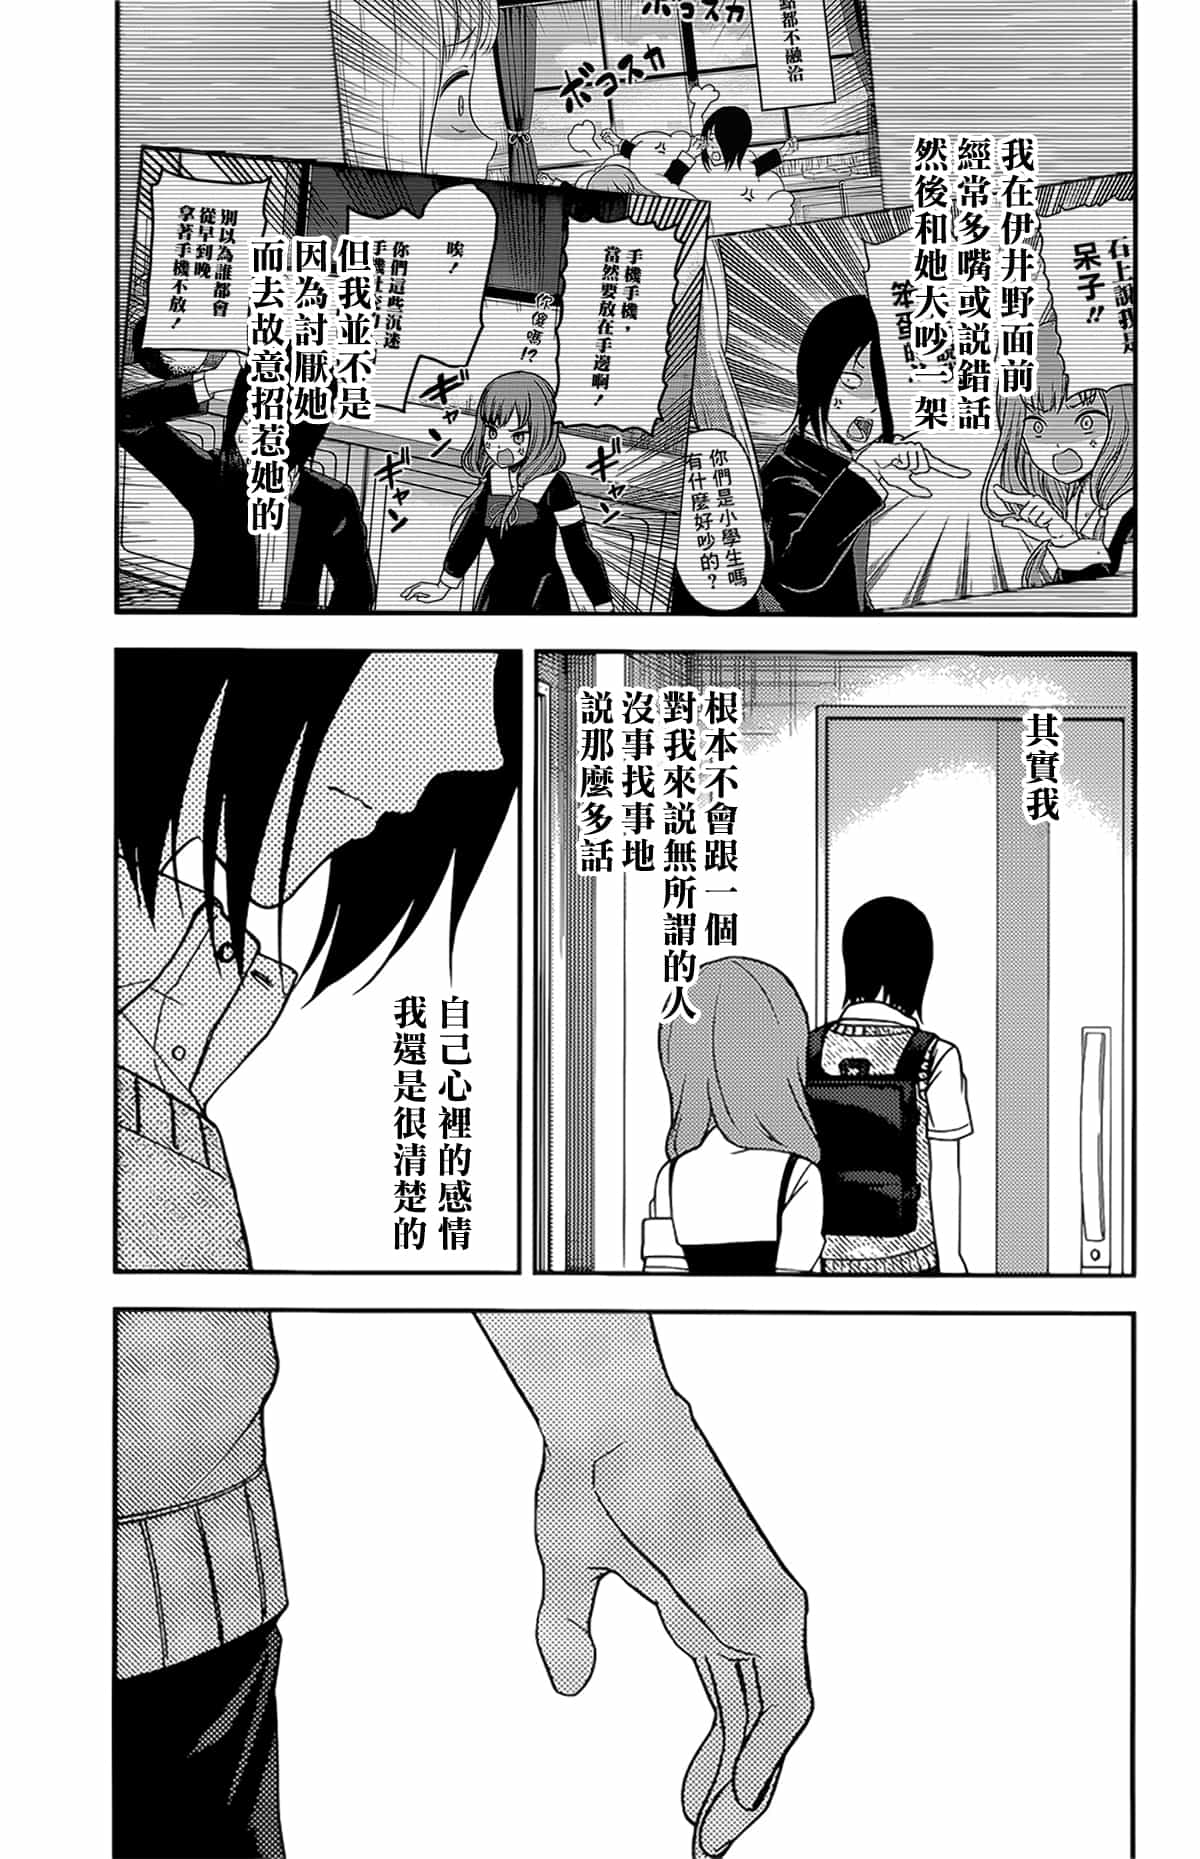 ボコスカ
ボコスカ
都不融洽
我在伊井野面前
經常多嘴或説錯話
然後和她大吵一架
石上說我是
呆子!!
笨蛋
你們是小學生嗎
有什麼好吵的？
手機手機，
當然要放在手邊啊！
你傻嗎!?
唉！
你們這些沉迷
手機
別以為誰都會
從早到晚
拿著手機不放！
ギャン
ギャン
但我並不是
因為討厭她
而去故意招惹她的
其實我
根本不會跟一個
對我來説無所謂的人
沒事找事地
説那麼多話
自己心裡的感情
我還是很清楚的